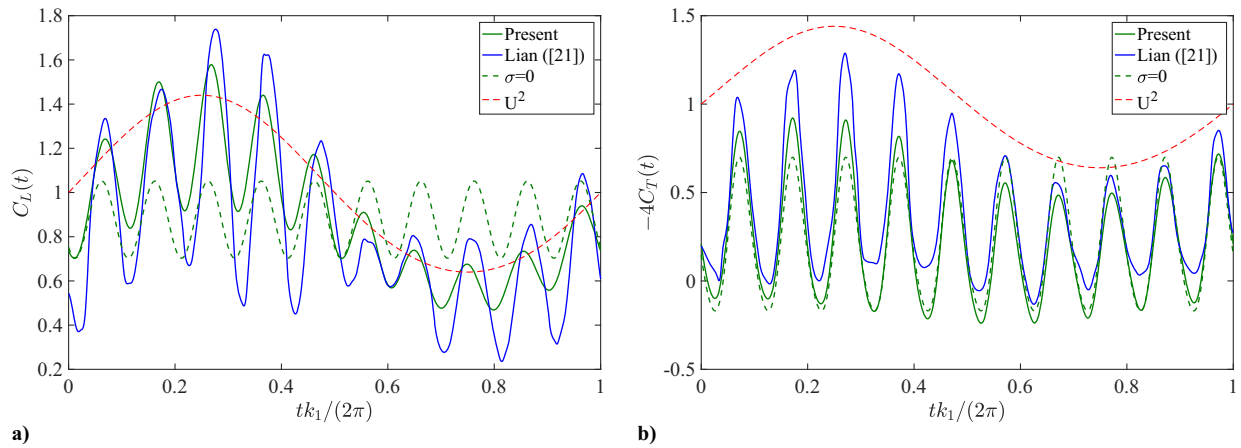 1.8
1.6
1.4
1.2
1
0.8
0.6
0.4
0.2
C_L(t)
0 0.2 0.4 0.6 0.8 1
tk_1/(2π)
Present
Lian ([21])
σ=0
U^2
a)
1.5
1
0.5
0
-0.5
−4C_T(t)
0 0.2 0.4 0.6 0.8 1
tk_1/(2π)
Present
Lian ([21])
σ=0
U^2
b)